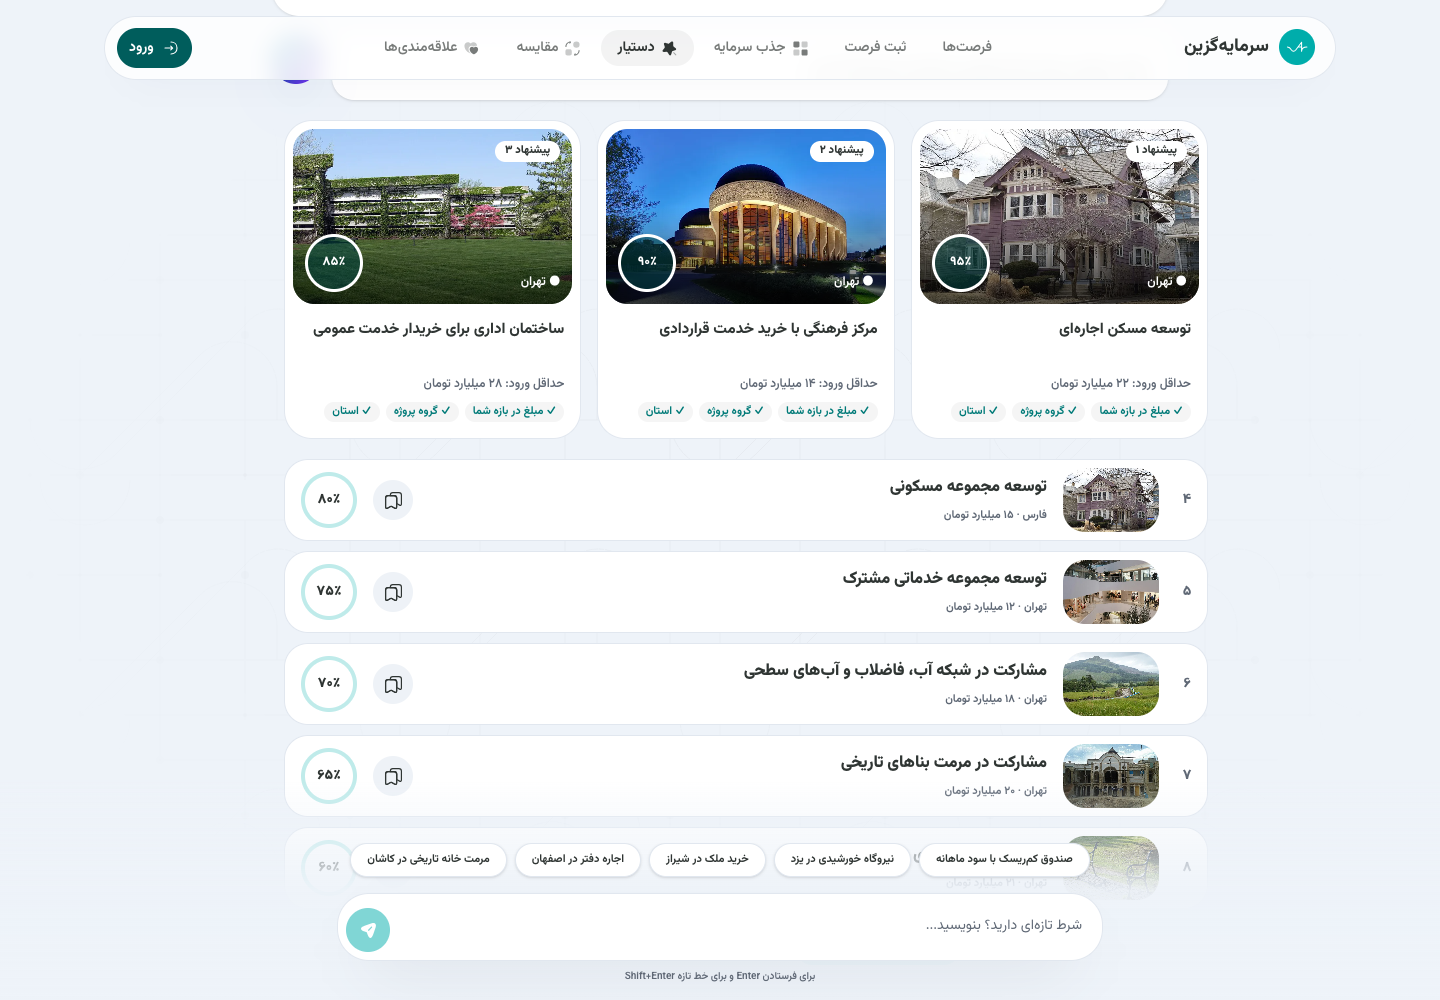 سرمایه‌گزین
فرصت‌ها
ثبت فرصت
جذب سرمایه
دستیار
مقایسه
علاقه‌مندی‌ها
ورود
پیشنهاد ۱
۹۵٪
تهران
توسعه مسکن اجاره‌ای
حداقل ورود: ۲۲ میلیارد تومان
مبلغ در بازه شما
گروه پروژه
استان
پیشنهاد ۲
۹۰٪
تهران
مرکز فرهنگی با خرید خدمت قراردادی
حداقل ورود: ۱۴ میلیارد تومان
مبلغ در بازه شما
گروه پروژه
استان
پیشنهاد ۳
۸۵٪
تهران
ساختمان اداری برای خریدار خدمت عمومی
حداقل ورود: ۲۸ میلیارد تومان
مبلغ در بازه شما
گروه پروژه
استان
۴
توسعه مجموعه مسکونی
فارس · ۱۵ میلیارد تومان
۸۰٪
۵
توسعه مجموعه خدماتی مشترک
تهران · ۱۲ میلیارد تومان
۷۵٪
۶
مشارکت در شبکه آب، فاضلاب و آب‌های سطحی
تهران · ۱۸ میلیارد تومان
۷۰٪
۷
مشارکت در مرمت بناهای تاریخی
تهران · ۲۰ میلیارد تومان
۶۵٪
۸
تهران · ۲۱ میلیارد تومان
۶۰٪
صندوق کم‌ریسک با سود ماهانه
نیروگاه خورشیدی در یزد
خرید ملک در شیراز
اجاره دفتر در اصفهان
مرمت خانه تاریخی در کاشان
شرط تازه‌ای دارید؟ بنویسید...
برای فرستادن Enter و برای خط تازه Shift+Enter